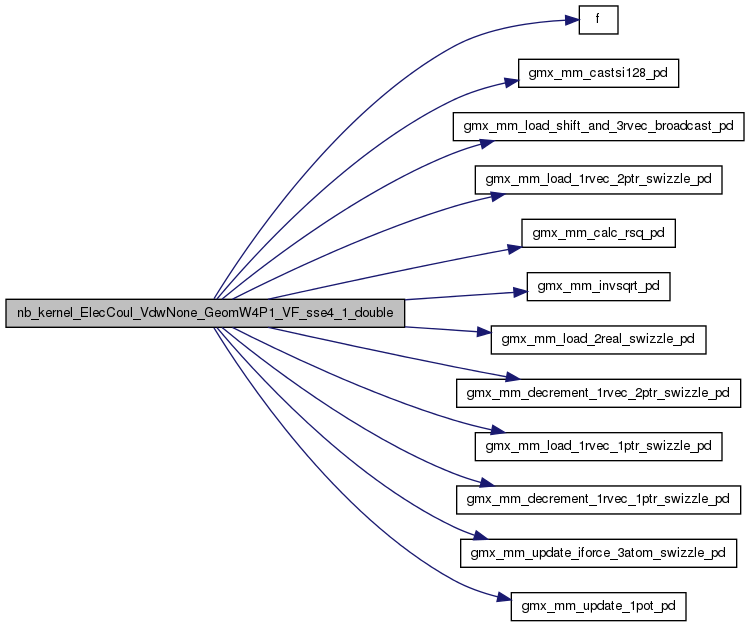 f
gmx_mm_castsi128_pd
gmx_mm_load_shift_and_3rvec_broadcast_pd
gmx_mm_load_1rvec_2ptr_swizzle_pd
gmx_mm_calc_rsq_pd
gmx_mm_invsqrt_pd
nb_kernel_ElecCoul_VdwNone_GeomW4P1_VF_sse4_1_double
gmx_mm_load_2real_swizzle_pd
gmx_mm_decrement_1rvec_2ptr_swizzle_pd
gmx_mm_load_1rvec_1ptr_swizzle_pd
gmx_mm_decrement_1rvec_1ptr_swizzle_pd
gmx_mm_update_iforce_3atom_swizzle_pd
gmx_mm_update_1pot_pd